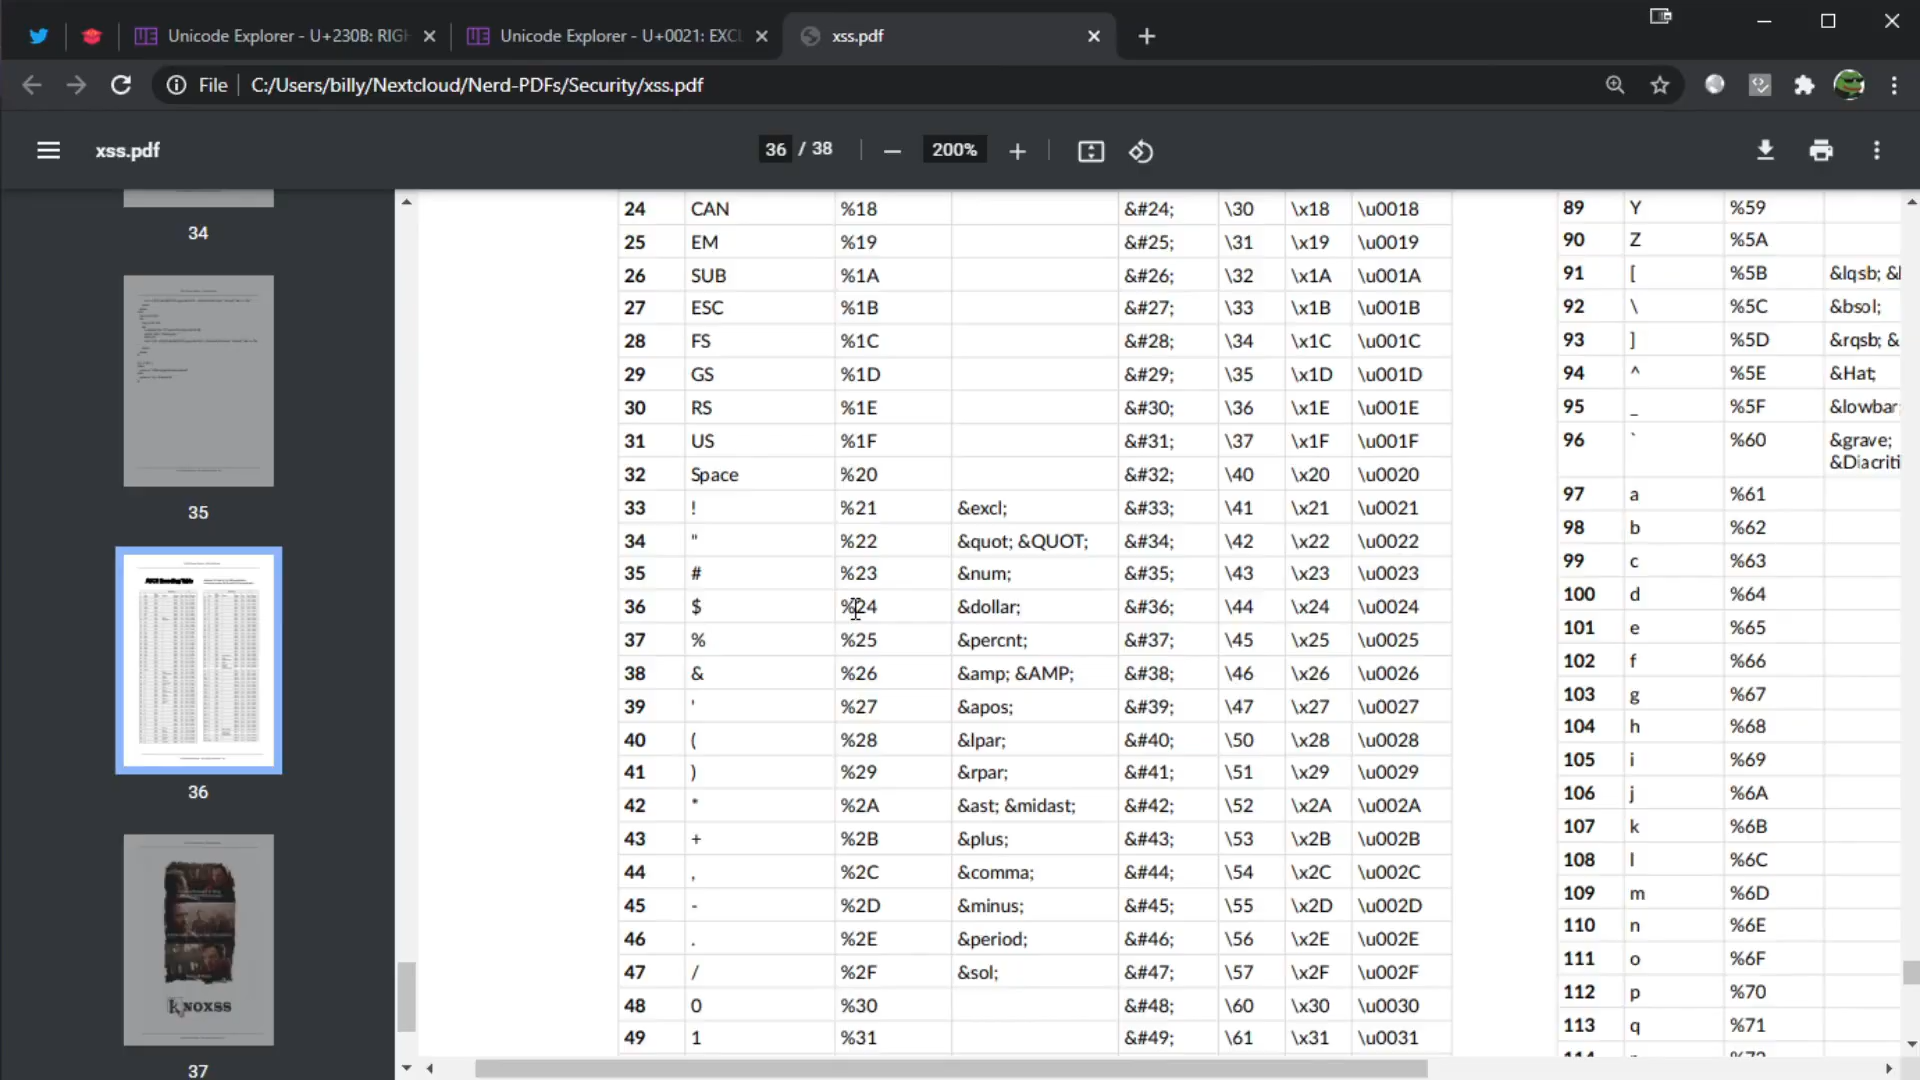 Unicode Explorer - U+230B: RIGH
Unicode Explorer - U+0021: EXCL
xss.pdf
File
C:/Users/billy/Nextcloud/Nerd-PDFs/Security/xss.pdf
xss.pdf
36 / 38
200%
34
35
36
KNOXSS
37
24 CAN %18 &#24; \30 \x18 \u0018
25 EM %19 &#25; \31 \x19 \u0019
26 SUB %1A &#26; \32 \x1A \u001A
27 ESC %1B &#27; \33 \x1B \u001B
28 FS %1C &#28; \34 \x1C \u001C
29 GS %1D &#29; \35 \x1D \u001D
30 RS %1E &#30; \36 \x1E \u001E
31 US %1F &#31; \37 \x1F \u001F
32 Space %20 &#32; \40 \x20 \u0020
33 ! %21 &excl; &#33; \41 \x21 \u0021
34 " %22 &quot; &QUOT; &#34; \42 \x22 \u0022
35 # %23 &num; &#35; \43 \x23 \u0023
36 $ %24 &dollar; &#36; \44 \x24 \u0024
37 % %25 &percnt; &#37; \45 \x25 \u0025
38 & %26 &amp; &AMP; &#38; \46 \x26 \u0026
39 ' %27 &apos; &#39; \47 \x27 \u0027
40 ( %28 &lpar; &#40; \50 \x28 \u0028
41 ) %29 &rpar; &#41; \51 \x29 \u0029
42 * %2A &ast; &midast; &#42; \52 \x2A \u002A
43 + %2B &plus; &#43; \53 \x2B \u002B
44 , %2C &comma; &#44; \54 \x2C \u002C
45 - %2D &minus; &#45; \55 \x2D \u002D
46 . %2E &period; &#46; \56 \x2E \u002E
47 / %2F &sol; &#47; \57 \x2F \u002F
48 0 %30 &#48; \60 \x30 \u0030
49 1 %31 &#49; \61 \x31 \u0031
89 Y %59
90 Z %5A
91 [ %5B &lqsb; &l
92 \ %5C &bsol;
93 ] %5D &rqsb; &
94 ^ %5E &Hat;
95 _ %5F &lowbar;
96 ` %60 &grave;
&Diacriti
97 a %61
98 b %62
99 c %63
100 d %64
101 e %65
102 f %66
103 g %67
104 h %68
105 i %69
106 j %6A
107 k %6B
108 l %6C
109 m %6D
110 n %6E
111 o %6F
112 p %70
113 q %71